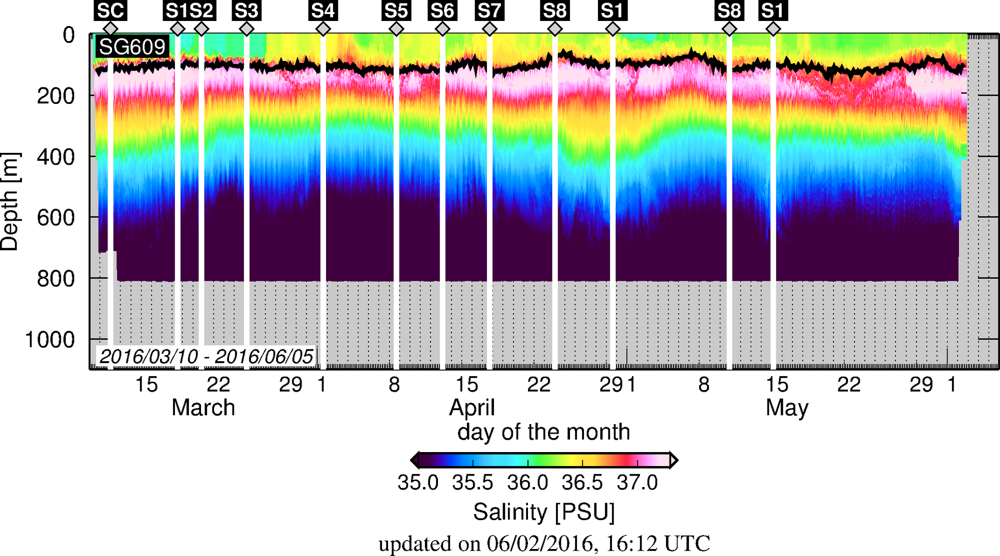 SC S1 S2 S3 S4 S5 S6 S7 S8 S1 S8 S1
SG609
0
200
400
600
800
1000
Depth [m]
2016/03/10 - 2016/06/05
15 22 29 1 8 15 22 29 1 8 15 22 29 1
March April May
day of the month
35.0 35.5 36.0 36.5 37.0
Salinity [PSU]
updated on 06/02/2016, 16:12 UTC